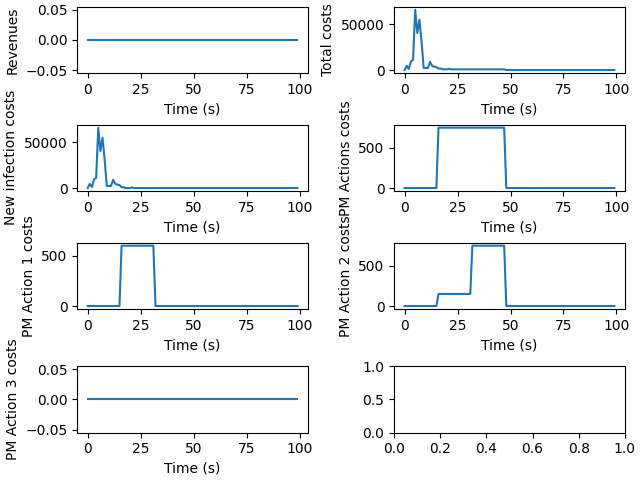 Revenues
0.05
0.00
−0.05
0 25 50 75 100
Time (s)
Total costs
50000
0
0 25 50 75 100
Time (s)
New infection costs
50000
0
0 25 50 75 100
Time (s)
PM Actions costs
500
0
0 25 50 75 100
Time (s)
PM Action 1 costs
500
0
0 25 50 75 100
Time (s)
PM Action 2 costs
500
0
0 25 50 75 100
Time (s)
PM Action 3 costs
0.05
0.00
−0.05
0 25 50 75 100
Time (s)
1.0
0.5
0.0
0.0 0.2 0.4 0.6 0.8 1.0